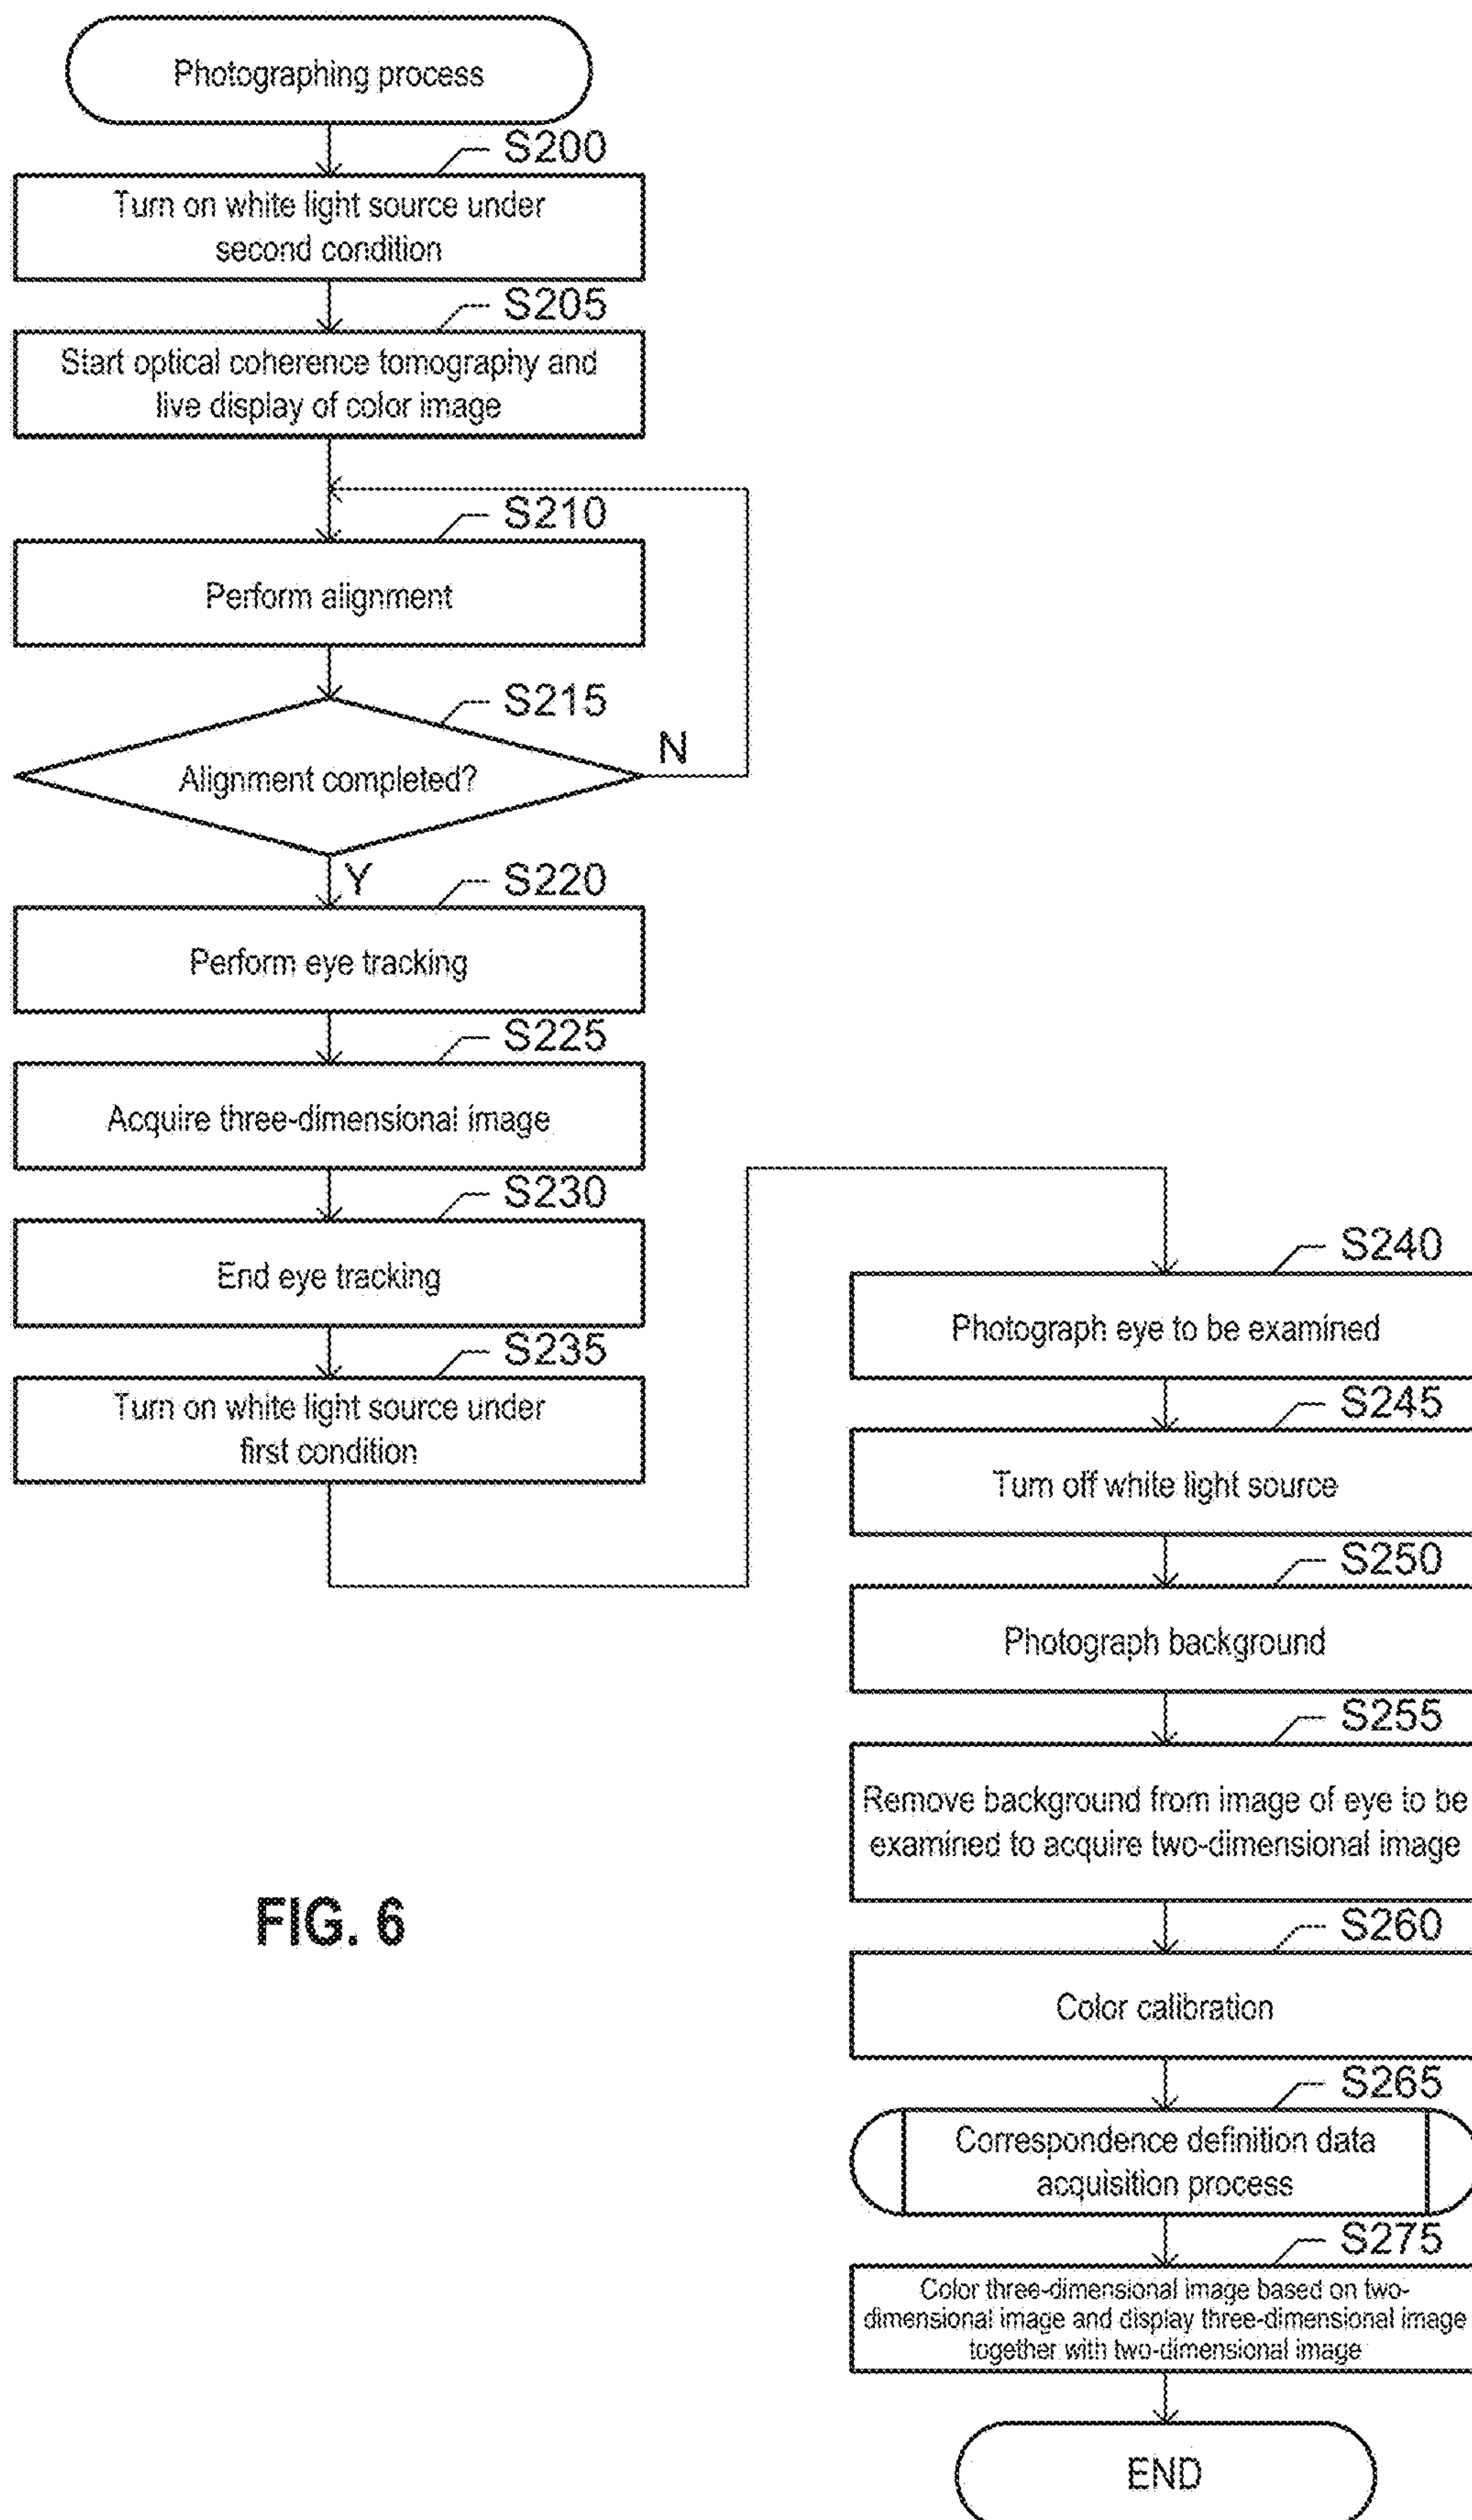 Photographing process
S200
Turn on white light source under
second condition
S205
Start optical coherence tomography and
live display of color image
S210
Perform alignment
S215
Alignment completed?
N
Y
S220
Perform eye tracking
S225
Acquire three-dimensional image
S230
End eye tracking
S235
Turn on white light source under
first condition
S240
Photograph eye to be examined
S245
Turn off white light source
S250
Photograph background
S255
Remove background from image of eye to be
examined to acquire two-dimensional image
S260
Color calibration
S265
Correspondence definition data
acquisition process
S275
Color three-dimensional image based on two-
dimensional image and display three-dimensional image
together with two-dimensional image
END
FIG. 6